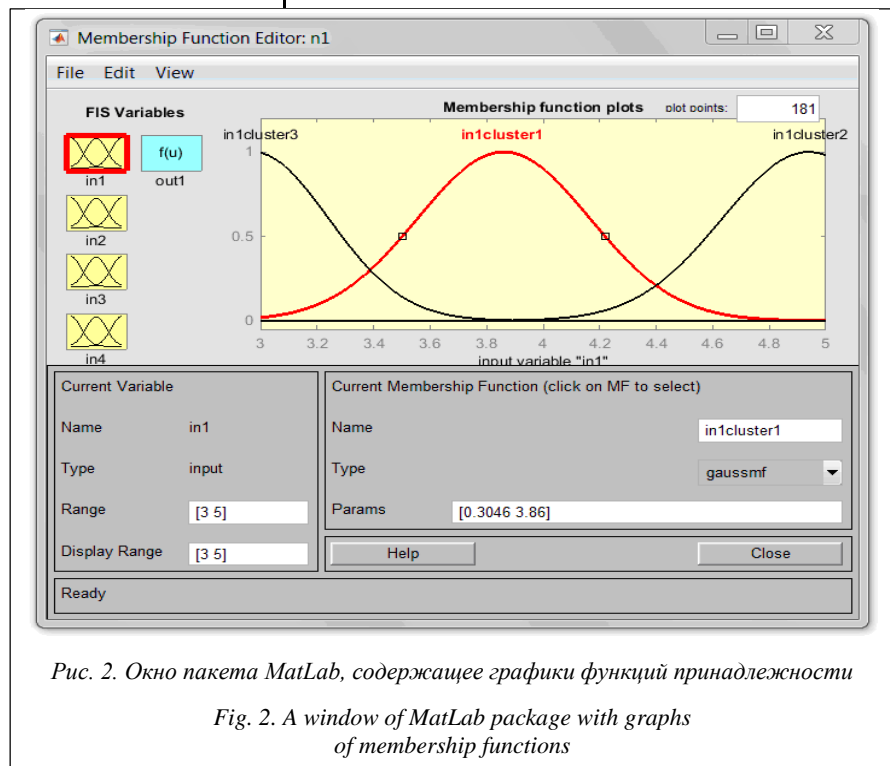 Membership Function Editor: n1
File Edit View
FIS Variables
Membership function plots plot points: 181
f(u)
in1 out1
in2
in3
in4
in1cluster3 in1cluster1 in1cluster2
1
0.5
0
3 3.2 3.4 3.6 3.8 4 4.2 4.4 4.6 4.8 5
input variable "in1"
Current Variable
Name in1
Type input
Range [3 5]
Display Range [3 5]
Current Membership Function (click on MF to select)
Name in1cluster1
Type gaussmf
Params [0.3046 3.86]
Help Close
Ready
Рис. 2. Окно пакета MatLab, содержащее графики функций принадлежности
Fig. 2. A window of MatLab package with graphs
of membership functions